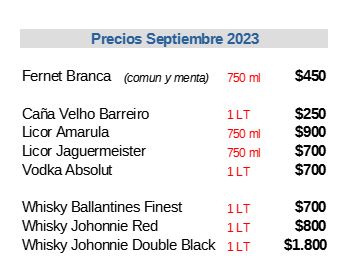 Precios Septiembre 2023
Fernet Branca (comun y menta) 750 ml $450
Caña Velho Barreiro 1 LT $250
Licor Amarula 750 ml $900
Licor Jaguermeister 750 ml $700
Vodka Absolut 1 LT $700
Whisky Ballantines Finest 1 LT $700
Whisky Johonnie Red 1 LT $800
Whisky Johonnie Double Black 1 LT $1.800